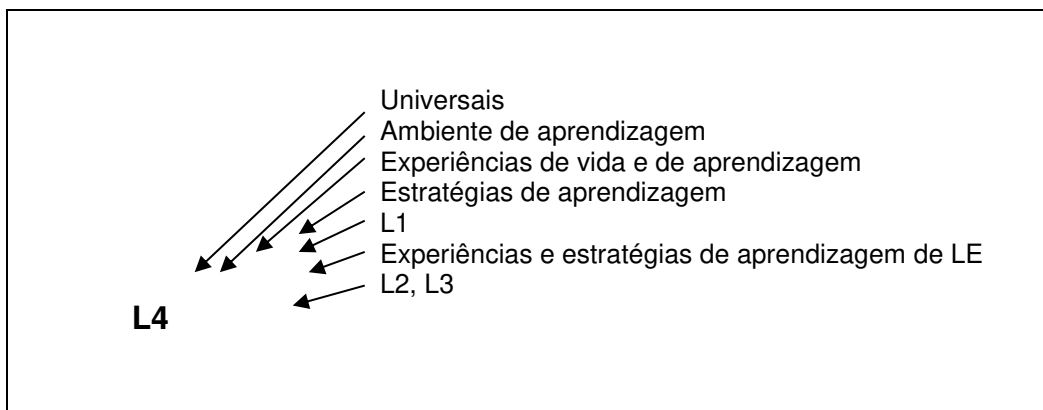 Universais
Ambiente de aprendizagem
Experiências de vida e de aprendizagem
Estratégias de aprendizagem
L1
Experiências e estratégias de aprendizagem de LE
L2, L3
L4